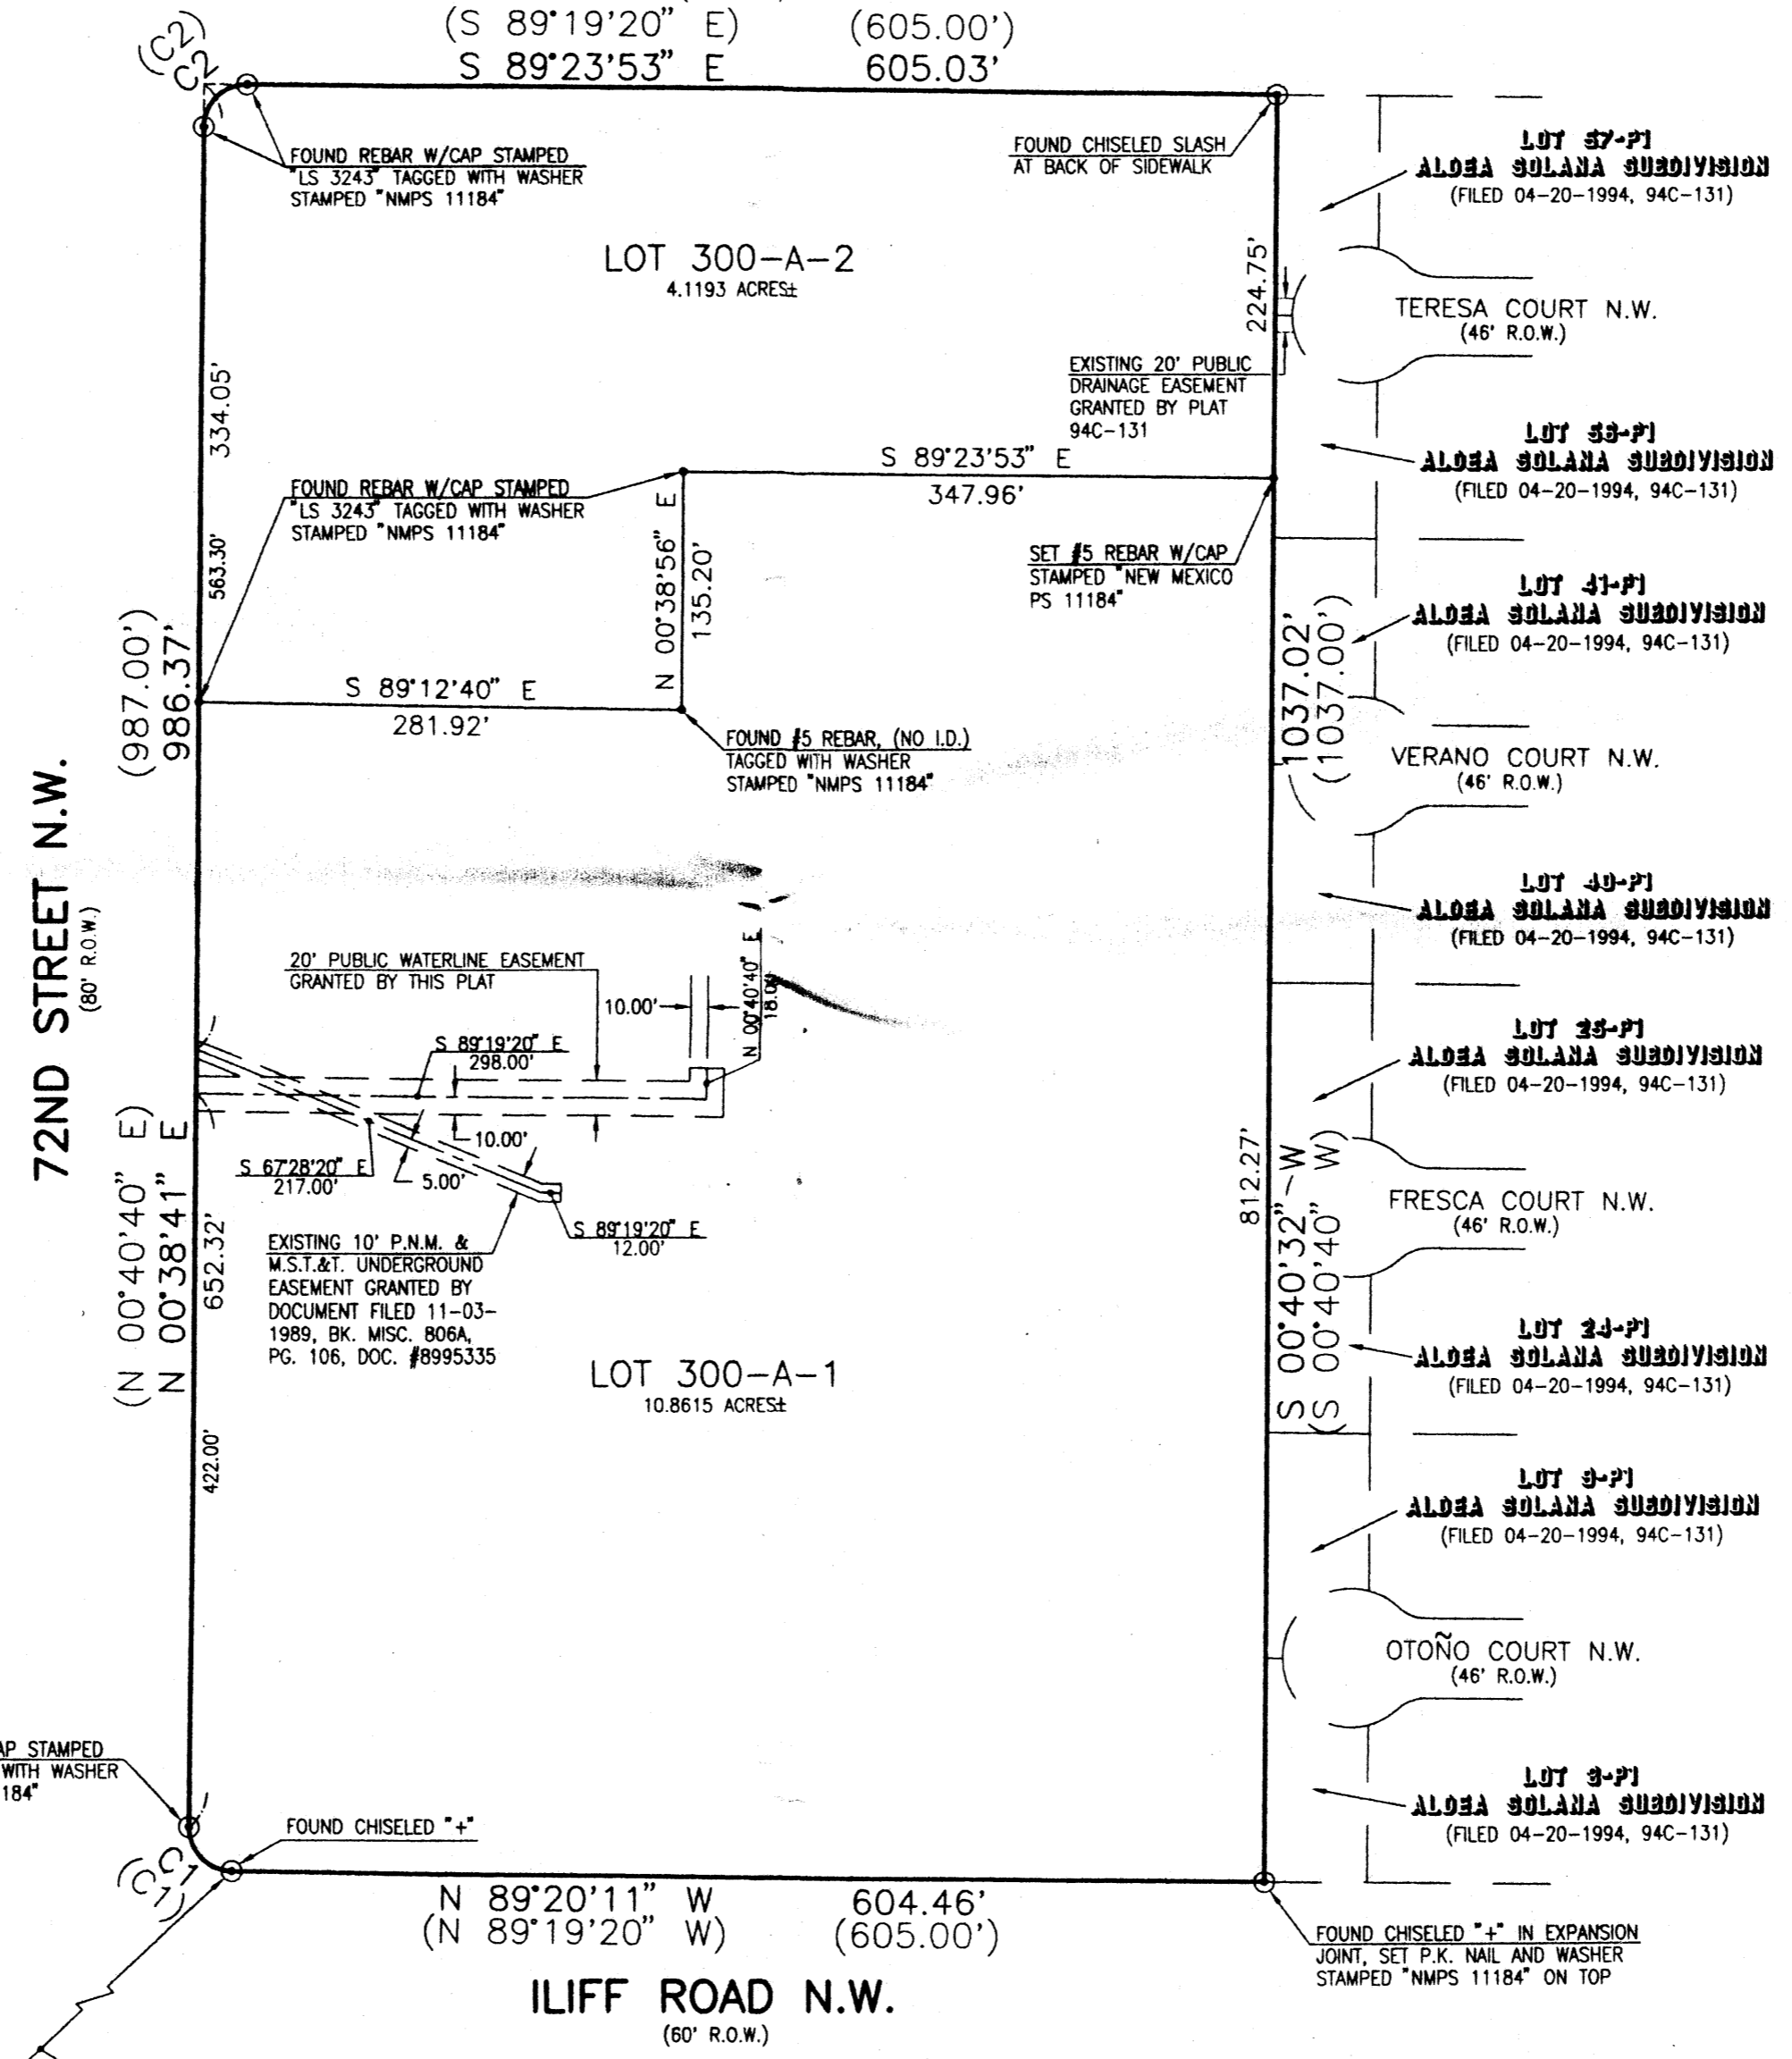 (S 89°19'20" E) (605.00')
S 89°23'53" E 605.03'
(C2)
C2
FOUND REBAR W/CAP STAMPED
"LS 3243" TAGGED WITH WASHER
STAMPED "NMPS 11184"
FOUND CHISELED SLASH
AT BACK OF SIDEWALK
LOT 57-P1
ALDEA SOLANA SUBDIVISION
(FILED 04-20-1994, 94C-131)
LOT 300-A-2
4.1193 ACRES±
224.75'
TERESA COURT N.W.
(46' R.O.W.)
334.05'
EXISTING 20' PUBLIC
DRAINAGE EASEMENT
GRANTED BY PLAT
94C-131
LOT 56-P1
ALDEA SOLANA SUBDIVISION
(FILED 04-20-1994, 94C-131)
S 89°23'53" E
347.96'
FOUND REBAR W/CAP STAMPED
"LS 3243" TAGGED WITH WASHER
STAMPED "NMPS 11184"
563.30'
N 00°38'56" E
135.20'
SET #5 REBAR W/CAP
STAMPED "NEW MEXICO
PS 11184"
LOT 41-P1
ALDEA SOLANA SUBDIVISION
(FILED 04-20-1994, 94C-131)
(987.00')
986.37'
1037.02'
(1037.00')
S 89°12'40" E
281.92'
FOUND #5 REBAR, (NO I.D.)
TAGGED WITH WASHER
STAMPED "NMPS 11184"
VERANO COURT N.W.
(46' R.O.W.)
72ND STREET N.W.
(80' R.O.W.)
LOT 40-P1
ALDEA SOLANA SUBDIVISION
(FILED 04-20-1994, 94C-131)
20' PUBLIC WATERLINE EASEMENT
GRANTED BY THIS PLAT
10.00'
N 00°40'40" E
18.00'
S 89°19'20" E
298.00'
LOT 25-P1
ALDEA SOLANA SUBDIVISION
(FILED 04-20-1994, 94C-131)
10.00'
S 67°28'20" E
217.00'
5.00'
(N 00°40'40" E)
N 00°38'41" E
652.32'
812.27'
S 00°40'32" W
(S 00°40'40" W)
FRESCA COURT N.W.
(46' R.O.W.)
S 89°19'20" E
12.00'
EXISTING 10' P.N.M. &
M.S.T.&T. UNDERGROUND
EASEMENT GRANTED BY
DOCUMENT FILED 11-03-
1989, BK. MISC. 806A,
PG. 106, DOC. #8995335
LOT 24-P1
ALDEA SOLANA SUBDIVISION
(FILED 04-20-1994, 94C-131)
LOT 300-A-1
10.8615 ACRES±
422.00'
LOT 9-P1
ALDEA SOLANA SUBDIVISION
(FILED 04-20-1994, 94C-131)
OTOÑO COURT N.W.
(46' R.O.W.)
AP STAMPED
WITH WASHER
184"
LOT 8-P1
ALDEA SOLANA SUBDIVISION
(FILED 04-20-1994, 94C-131)
FOUND CHISELED "+"
C1
(C1)
N 89°20'11" W 604.46'
(N 89°19'20" W) (605.00')
FOUND CHISELED "+" IN EXPANSION
JOINT, SET P.K. NAIL AND WASHER
STAMPED "NMPS 11184" ON TOP
ILIFF ROAD N.W.
(60' R.O.W.)